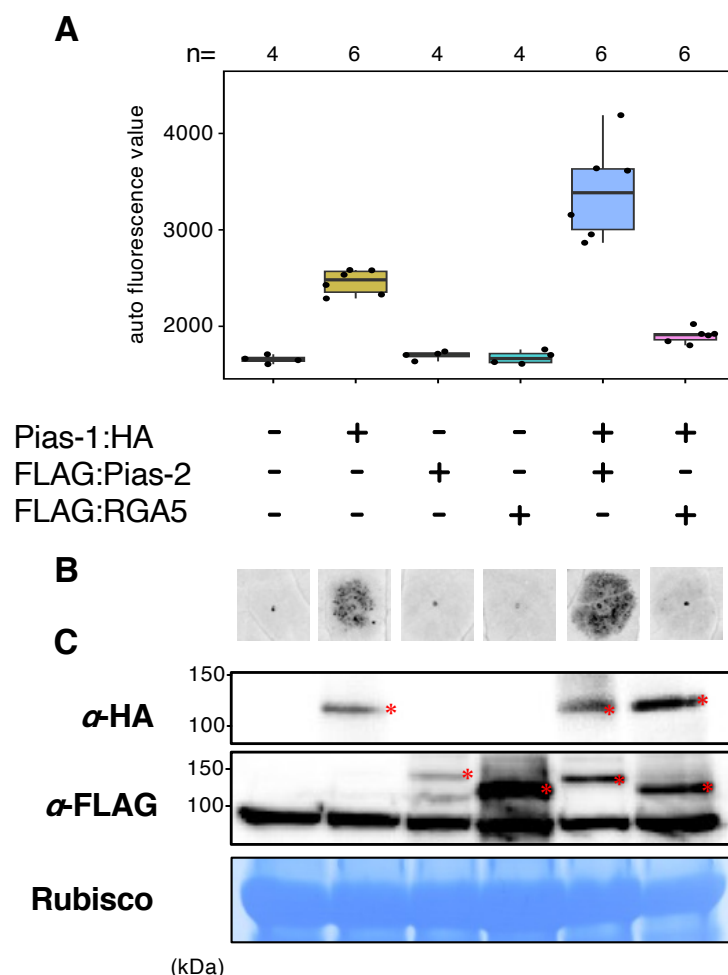 A
n= 4 6 4 4 6 6
auto fluorescence value
4000
3000
2000
Pias-1:HA - + - - + +
FLAG:Pias-2 - - + - + -
FLAG:RGA5 - - - + - +
B
C
α-HA
150
*
*
*
100
α-FLAG
150
*
*
*
*
100
Rubisco
(kDa)